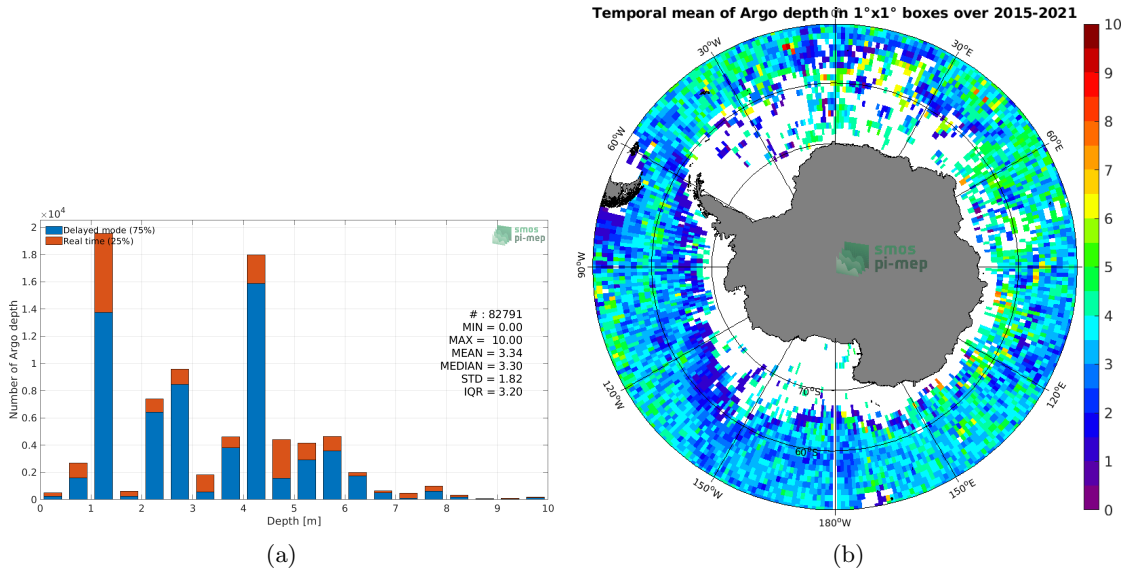 ×10⁴
2
1.8
1.6
1.4
1.2
1
0.8
0.6
0.4
0.2
0
Number of Argo depth
Delayed mode (75%)
Real time (25%)
smos
pi-mep
# : 82791
MIN = 0.00
MAX = 10.00
MEAN = 3.34
MEDIAN = 3.30
STD = 1.82
IQR = 3.20
0 1 2 3 4 5 6 7 8 9 10
Depth [m]
(a)
Temporal mean of Argo depth in 1°x1° boxes over 2015-2021
30°W
30°E
60°W
60°E
90°W
smos
pi-mep
120°W
120°E
70°S
60°S
150°W
150°E
180°W
10
9
8
7
6
5
4
3
2
1
0
(b)